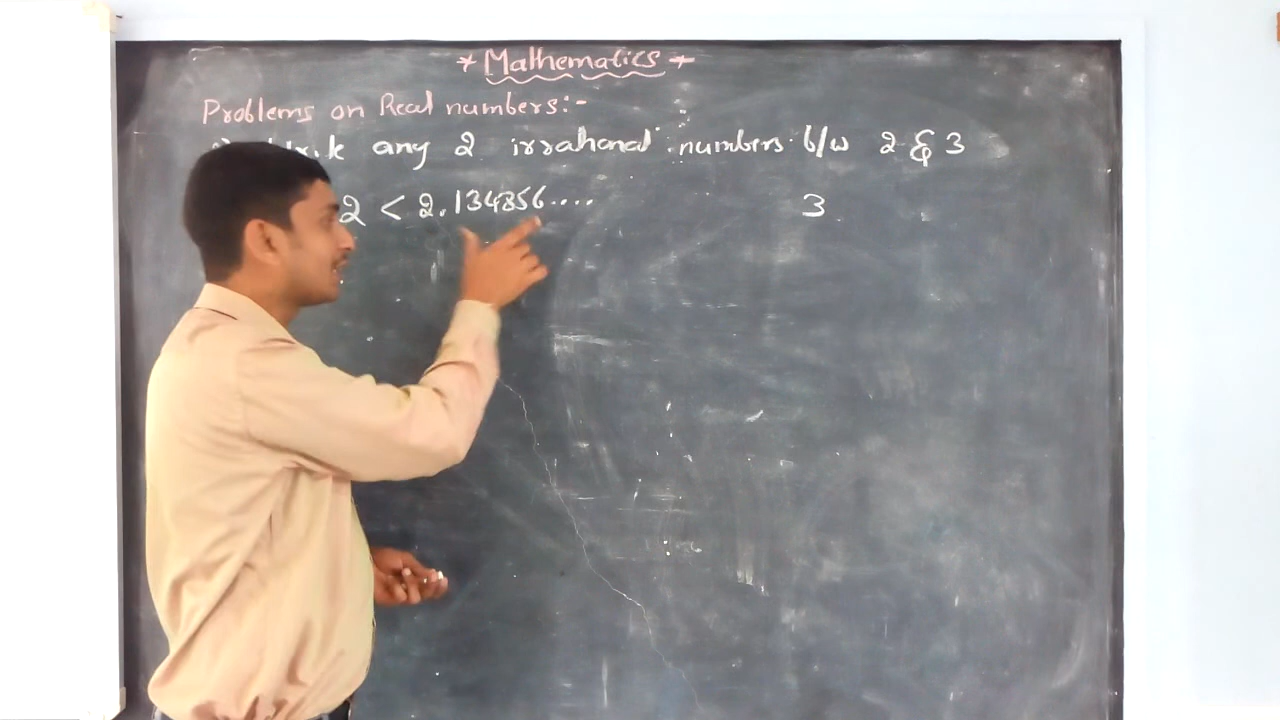 * Mathematics *
Problems on Real numbers:-
any 2 irrational numbers b/w 2 & 3
2 < 2.134856.... 3